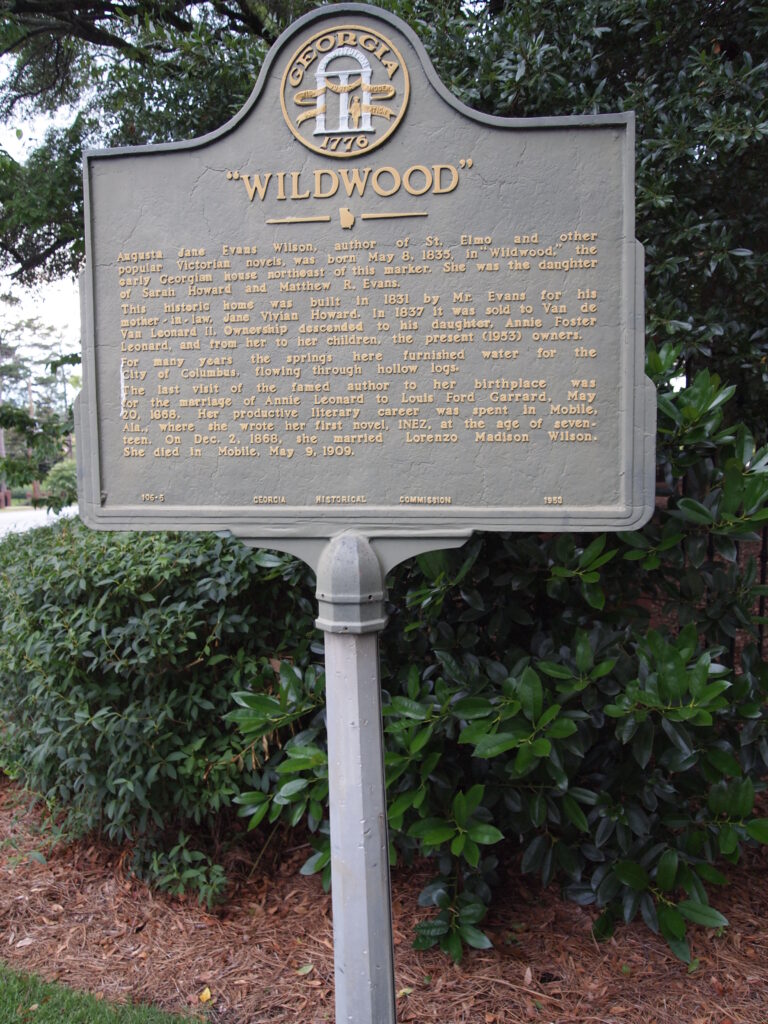 GEORGIA
1776
"WILDWOOD"
Augusta Jane Evans Wilson, author of St. Elmo and other
popular Victorian novels, was born May 8, 1835, in "Wildwood," the
early Georgian house northeast of this marker. She was the daughter
of Sarah Howard and Matthew R. Evans.
This historic home was built in 1831 by Mr. Evans for his
mother-in-law, Jane Vivian Howard. In 1837 it was sold to Van de
Van Leonard II. Ownership descended to his daughter, Annie Foster
Leonard, and from her to her children, the present (1953) owners.
For many years the springs here furnished water for the
City of Columbus, flowing through hollow logs.
The last visit of the famed author to her birthplace was
for the marriage of Annie Leonard to Louis Ford Garrard, May
20, 1868. Her productive literary career was spent in Mobile,
Ala., where she wrote her first novel, INEZ, at the age of seven-
teen. On Dec. 2, 1868, she married Lorenzo Madison Wilson.
She died in Mobile, May 9, 1909.
106-5 GEORGIA HISTORICAL COMMISSION 1953